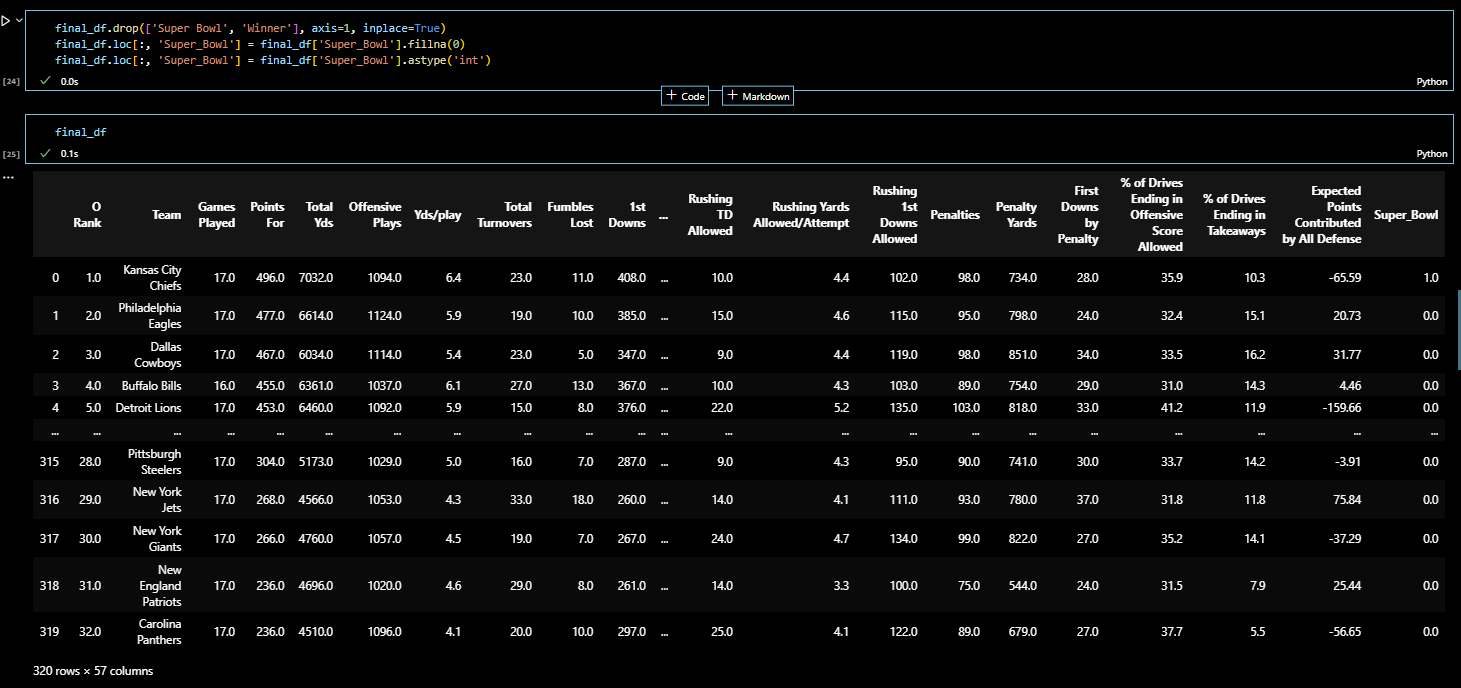 final_df.drop(['Super Bowl', 'Winner'], axis=1, inplace=True)
final_df.loc[:, 'Super_Bowl'] = final_df['Super_Bowl'].fillna(0)
final_df.loc[:, 'Super_Bowl'] = final_df['Super_Bowl'].astype('int')
[24] 0.0s Python
+ Code + Markdown
final_df
[25] 0.1s Python
...
O Rank Team Games Played Points For Total Yds Offensive Plays Yds/play Total Turnovers Fumbles Lost 1st Downs ... Rushing TD Allowed Rushing Yards Allowed/Attempt Rushing 1st Downs Allowed Penalties Penalty Yards First Downs by Penalty % of Drives Ending in Offensive Score Allowed % of Drives Ending in Takeaways Expected Points Contributed by All Defense Super_Bowl
0 1.0 Kansas City Chiefs 17.0 496.0 7032.0 1094.0 6.4 23.0 11.0 408.0 ... 10.0 4.4 102.0 98.0 734.0 28.0 35.9 10.3 -65.59 1.0
1 2.0 Philadelphia Eagles 17.0 477.0 6614.0 1124.0 5.9 19.0 10.0 385.0 ... 15.0 4.6 115.0 95.0 798.0 24.0 32.4 15.1 20.73 0.0
2 3.0 Dallas Cowboys 17.0 467.0 6034.0 1114.0 5.4 23.0 5.0 347.0 ... 9.0 4.4 119.0 98.0 851.0 34.0 33.5 16.2 31.77 0.0
3 4.0 Buffalo Bills 16.0 455.0 6361.0 1037.0 6.1 27.0 13.0 367.0 ... 10.0 4.3 103.0 89.0 754.0 29.0 31.0 14.3 4.46 0.0
4 5.0 Detroit Lions 17.0 453.0 6460.0 1092.0 5.9 15.0 8.0 376.0 ... 22.0 5.2 135.0 103.0 818.0 33.0 41.2 11.9 -159.66 0.0
... ... ... ... ... ... ... ... ... ... ... ... ... ... ... ... ... ... ... ... ... ...
315 28.0 Pittsburgh Steelers 17.0 304.0 5173.0 1029.0 5.0 16.0 7.0 287.0 ... 9.0 4.3 95.0 90.0 741.0 30.0 33.7 14.2 -3.91 0.0
316 29.0 New York Jets 17.0 268.0 4566.0 1053.0 4.3 33.0 18.0 260.0 ... 14.0 4.1 111.0 93.0 780.0 37.0 31.8 11.8 75.84 0.0
317 30.0 New York Giants 17.0 266.0 4760.0 1057.0 4.5 19.0 7.0 267.0 ... 24.0 4.7 134.0 99.0 822.0 27.0 35.2 14.1 -37.29 0.0
318 31.0 New England Patriots 17.0 236.0 4696.0 1020.0 4.6 29.0 8.0 261.0 ... 14.0 3.3 100.0 75.0 544.0 24.0 31.5 7.9 25.44 0.0
319 32.0 Carolina Panthers 17.0 236.0 4510.0 1096.0 4.1 20.0 10.0 297.0 ... 25.0 4.1 122.0 89.0 679.0 27.0 37.7 5.5 -56.65 0.0
320 rows × 57 columns